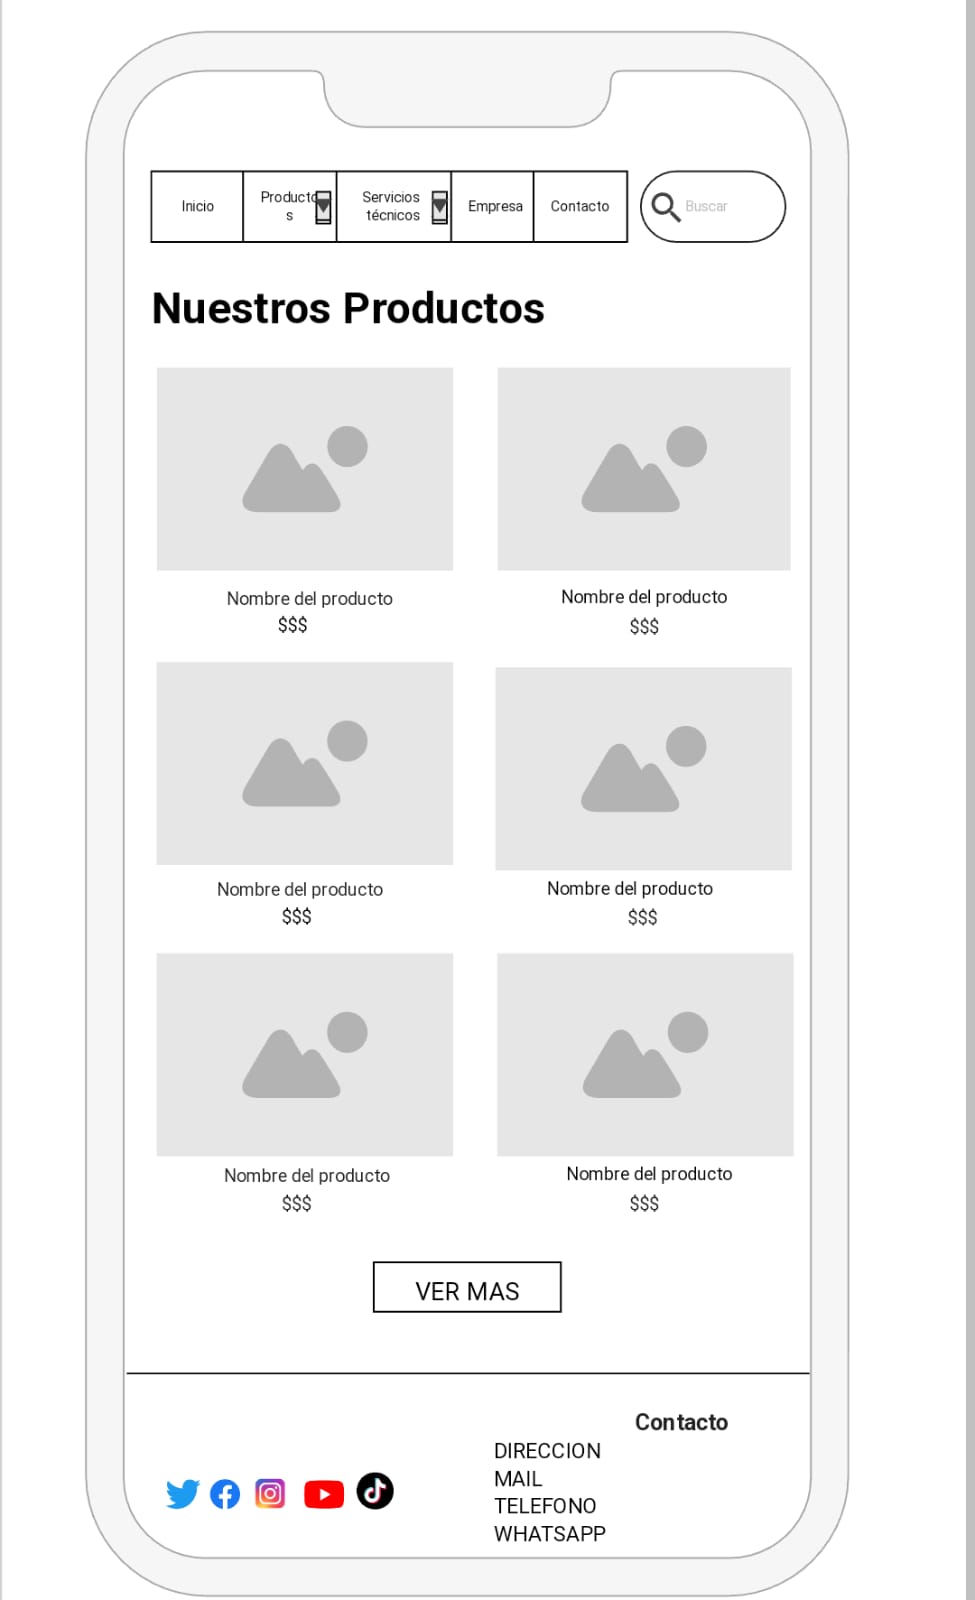 Inicio
Producto
s
Servicios
técnicos
Empresa
Contacto
Buscar
Nuestros Productos
Nombre del producto
$$$
Nombre del producto
$$$
Nombre del producto
$$$
Nombre del producto
$$$
Nombre del producto
$$$
Nombre del producto
$$$
VER MAS
Contacto
DIRECCION
MAIL
TELEFONO
WHATSAPP